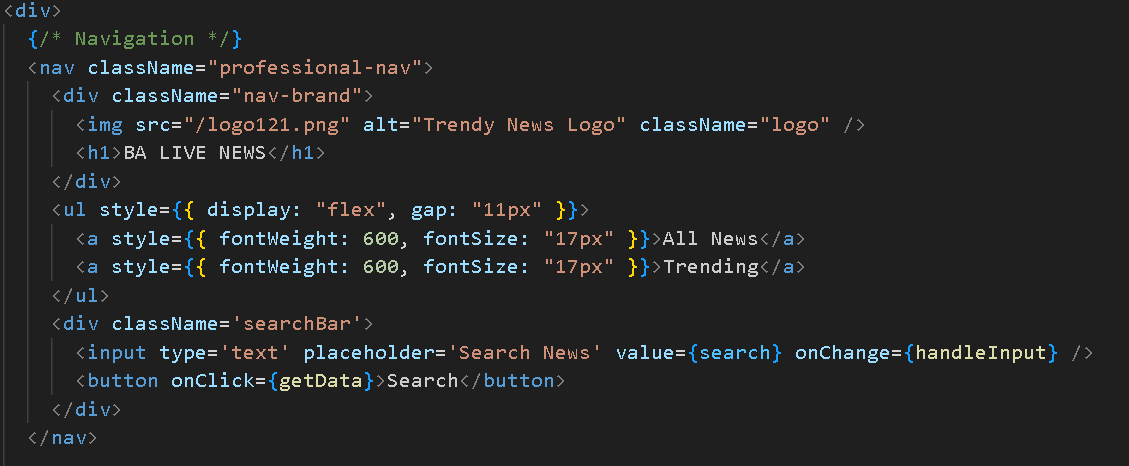 <div>
{/* Navigation */}
<nav className="professional-nav">
<div className="nav-brand">
<img src="/logo121.png" alt="Trendy News Logo" className="logo" />
<h1>BA LIVE NEWS</h1>
</div>
<ul style={{ display: "flex", gap: "11px" }}>
<a style={{ fontWeight: 600, fontSize: "17px" }}>All News</a>
<a style={{ fontWeight: 600, fontSize: "17px" }}>Trending</a>
</ul>
<div className='searchBar'>
<input type='text' placeholder='Search News' value={search} onChange={handleInput} />
<button onClick={getData}>Search</button>
</div>
</nav>